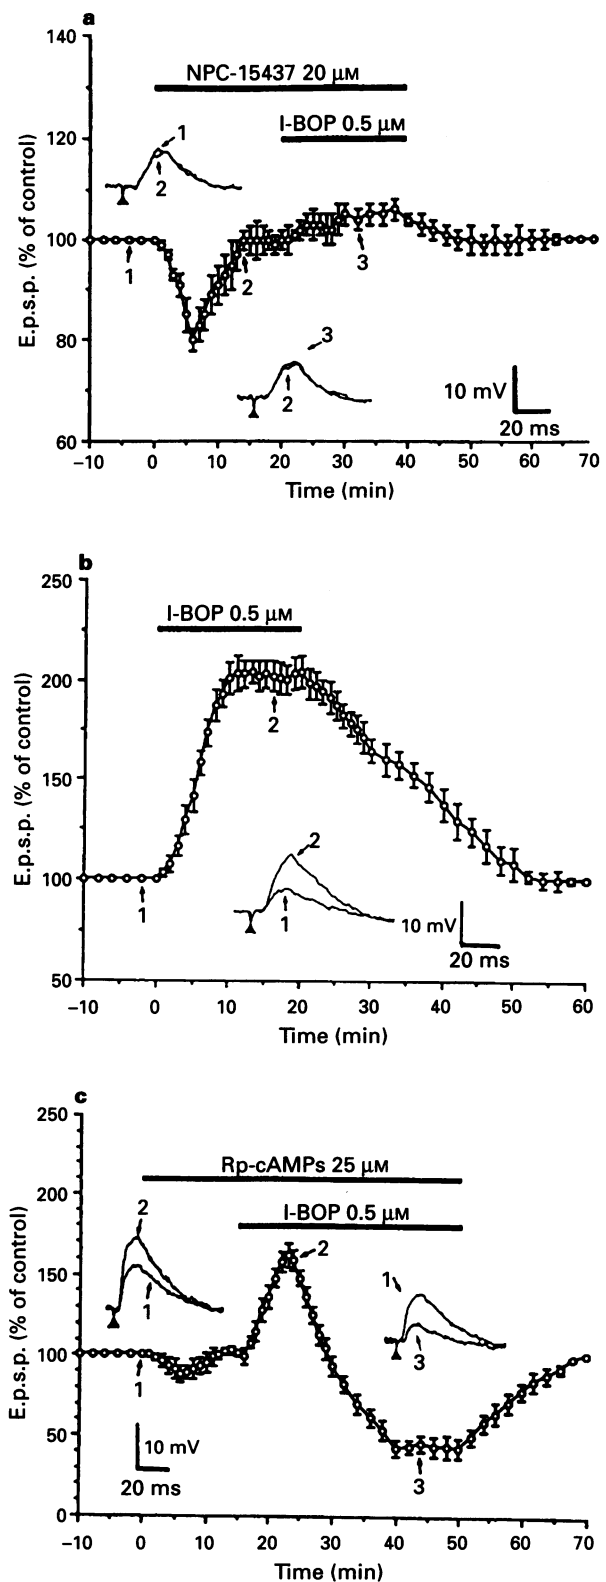 a
140
NPC-15437 20 μM
I-BOP 0.5 μM
120
1
2
E.p.s.p. (% of control)
100
1
2
3
80
3
2
10 mV
20 ms
60
−10 0 10 20 30 40 50 60 70
Time (min)
b
250
I-BOP 0.5 μM
200
2
E.p.s.p. (% of control)
150
2
100
1
1
10 mV
20 ms
50
−10 0 10 20 30 40 50 60
Time (min)
c
250
Rp-cAMPs 25 μM
200
I-BOP 0.5 μM
2
2
E.p.s.p. (% of control)
150
1
1
100
3
1
50
10 mV
20 ms
3
0
−10 0 10 20 30 40 50 60 70
Time (min)